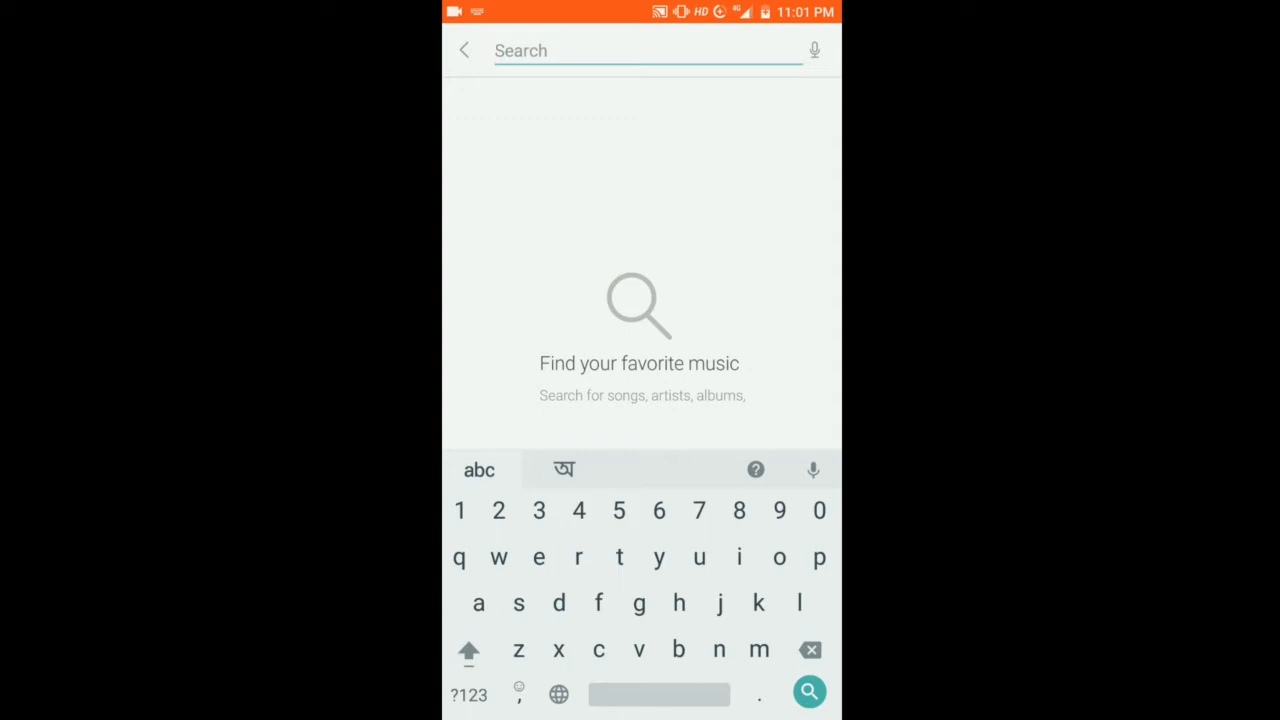 HD 4G 11:01 PM
Search
Find your favorite music
Search for songs, artists, albums,
abc অ ?
1 2 3 4 5 6 7 8 9 0
q w e r t y u i o p
a s d f g h j k l
z x c v b n m
?123 , .